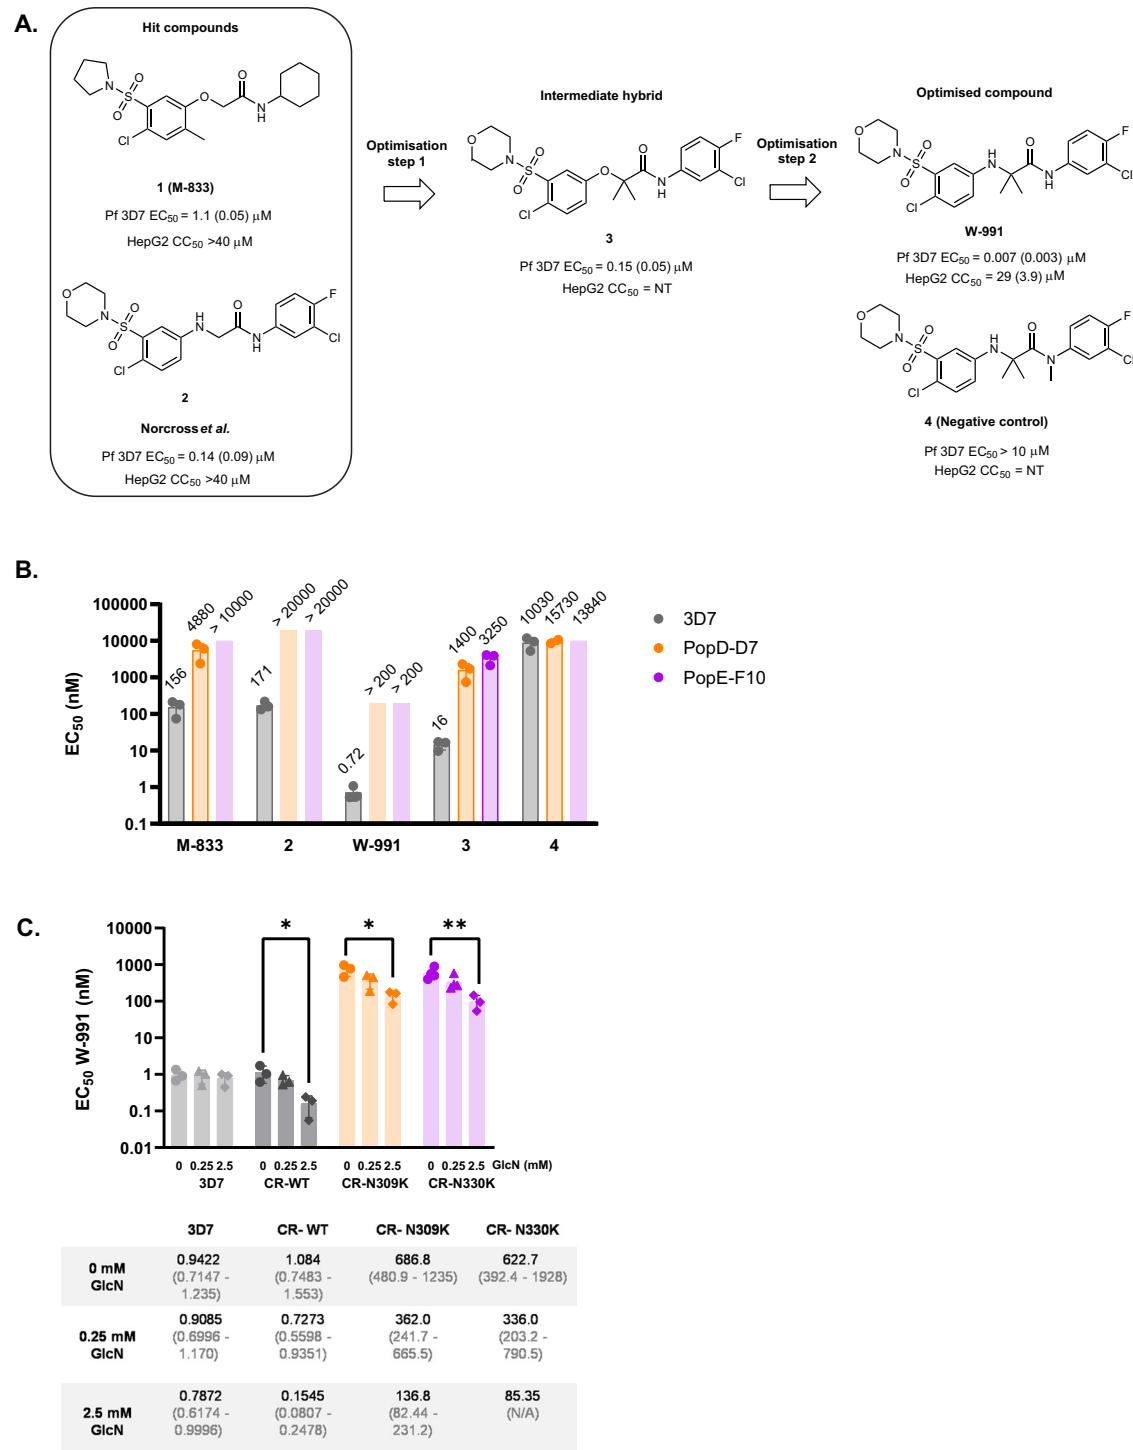 A.
Hit compounds
N
S
O
O
O
O
N
H
Cl
1 (M-833)
Pf 3D7 EC50 = 1.1 (0.05) μM
HepG2 CC50 >40 μM
O
N
S
O
O
H
N
O
N
H
F
Cl
Cl
2
Norcross et al.
Pf 3D7 EC50 = 0.14 (0.09) μM
HepG2 CC50 >40 μM
Optimisation
step 1
Intermediate hybrid
O
N
S
O
O
O
O
N
H
F
Cl
Cl
3
Pf 3D7 EC50 = 0.15 (0.05) μM
HepG2 CC50 = NT
Optimisation
step 2
Optimised compound
O
N
S
O
O
H
N
O
N
H
F
Cl
Cl
W-991
Pf 3D7 EC50 = 0.007 (0.003) μM
HepG2 CC50 = 29 (3.9) μM
O
N
S
O
O
H
N
O
N
F
Cl
Cl
4 (Negative control)
Pf 3D7 EC50 > 10 μM
HepG2 CC50 = NT
B.
EC50 (nM)
100000
10000
1000
100
10
1
0.1
156
4880
> 10000
171
> 20000
> 20000
0.72
> 200
> 200
16
1400
3250
10030
15730
13840
M-833 2 W-991 3 4
3D7
PopD-D7
PopE-F10
C.
EC50 W-991 (nM)
10000
1000
100
10
1
0.1
0.01
* * **
0 0.25 2.5 0 0.25 2.5 0 0.25 2.5 0 0.25 2.5 GlcN (mM)
3D7 CR-WT CR-N309K CR-N330K
3D7 CR- WT CR- N309K CR- N330K
0 mM
GlcN
0.9422
(0.7147 -
1.235)
1.084
(0.7483 -
1.553)
686.8
(480.9 - 1235)
622.7
(392.4 - 1928)
0.25 mM
GlcN
0.9085
(0.6996 -
1.170)
0.7273
(0.5598 -
0.9351)
362.0
(241.7 -
665.5)
336.0
(203.2 -
790.5)
2.5 mM
GlcN
0.7872
(0.6174 -
0.9996)
0.1545
(0.0807 -
0.2478)
136.8
(82.44 -
231.2)
85.35
(N/A)